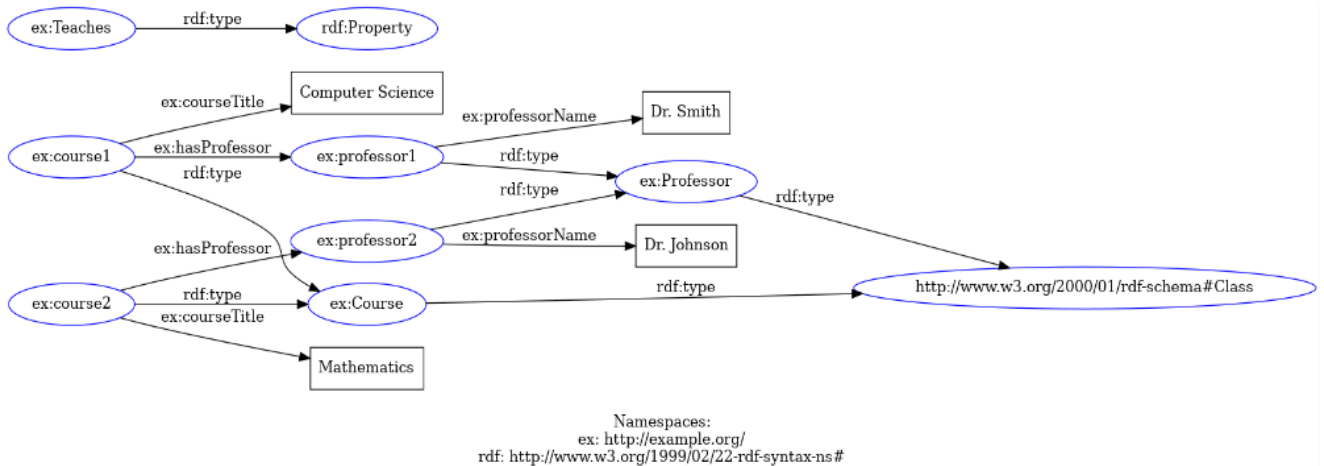 ex:Teaches
rdf:type
rdf:Property
Computer Science
ex:courseTitle
Dr. Smith
ex:professorName
ex:course1
ex:hasProfessor
ex:professor1
rdf:type
rdf:type
ex:Professor
rdf:type
rdf:type
ex:professor2
ex:professorName
Dr. Johnson
ex:hasProfessor
http://www.w3.org/2000/01/rdf-schema#Class
rdf:type
ex:course2
rdf:type
ex:Course
ex:courseTitle
Mathematics
Namespaces:
ex: http://example.org/
rdf: http://www.w3.org/1999/02/22-rdf-syntax-ns#